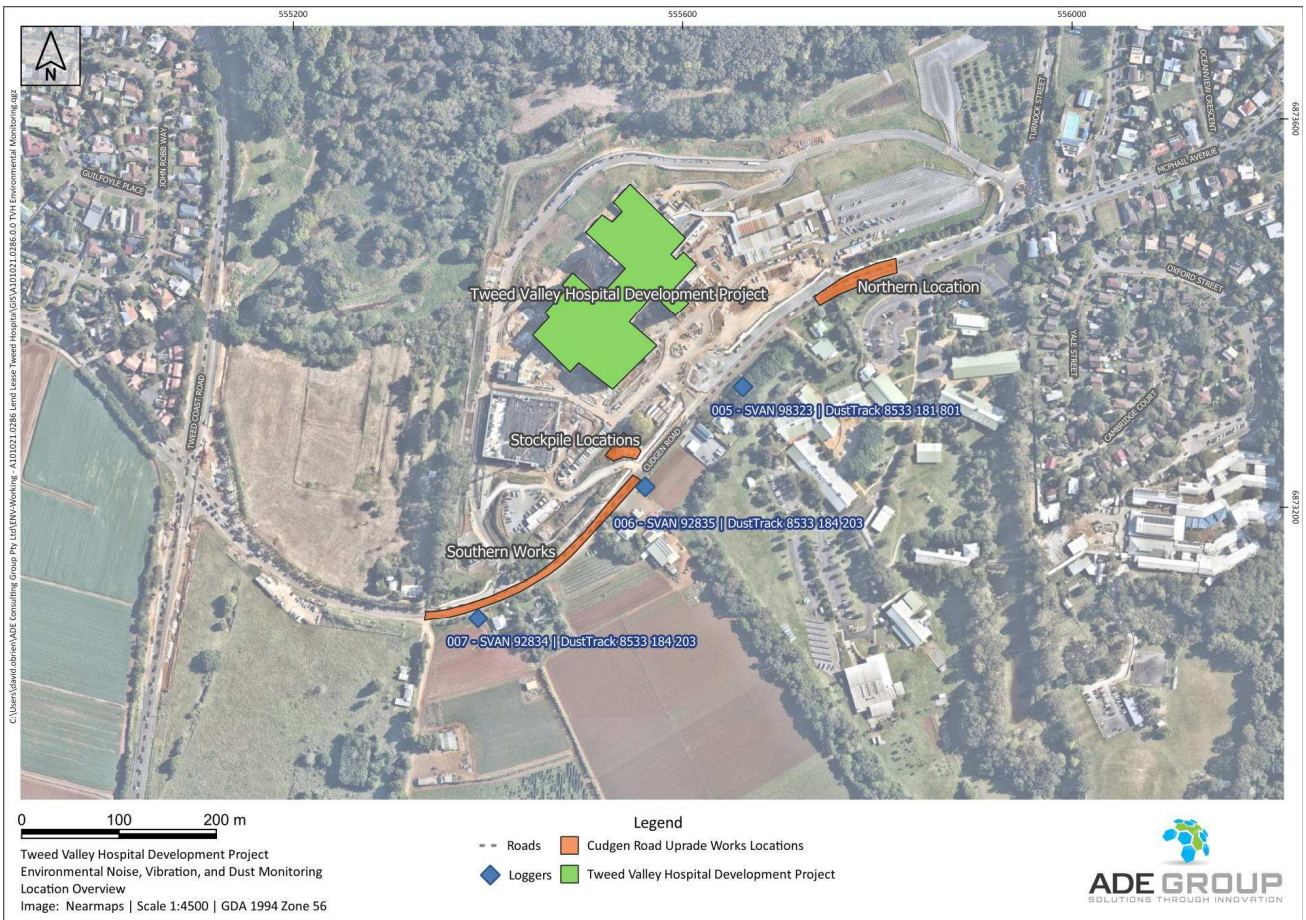 555200
555600
556000
N
6873600
6873200
C:\Users\david.obrien\ADE Consulting Group Pty Ltd\ENV-Working - A101021.0286 Lend Lease Tweed Hospital\GIS\A101021.0286.0.0 TVH Environmental Monitoring.qgz
GUILFOYLE PLACE
JOHN ROBB WAY
TWEED COAST ROAD
TURNOCK STREET
OCEANVIEW CRESCENT
MCPHAIL AVENUE
OXFORD STREET
YALE STREET
CAMBRIDGE COURT
CUDGEN ROAD
Tweed Valley Hospital Development Project
Northern Location
005 - SVAN 98323 | DustTrack 8533 181 801
Stockpile Locations
006 - SVAN 92835 | DustTrack 8533 184 203
Southern Works
007 - SVAN 92834 | DustTrack 8533 184 203
0 100 200 m
Tweed Valley Hospital Development Project
Environmental Noise, Vibration, and Dust Monitoring
Location Overview
Image: Nearmaps | Scale 1:4500 | GDA 1994 Zone 56
Legend
Roads
Cudgen Road Uprade Works Locations
Loggers
Tweed Valley Hospital Development Project
ADE GROUP
SOLUTIONS THROUGH INNOVATION